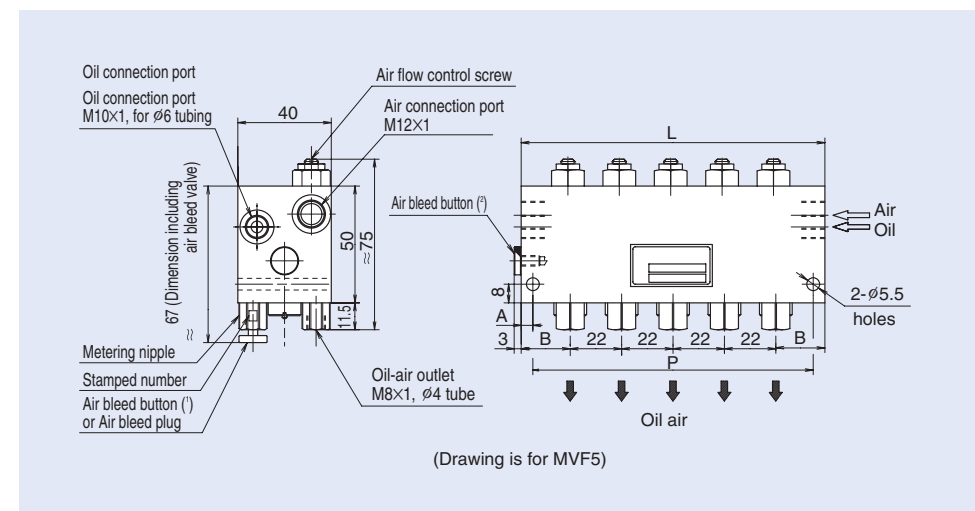 Oil connection port
Oil connection port
M10×1, for ø6 tubing
40
Air flow control screw
Air connection port
M12×1
L
67 (Dimension including
air bleed valve)
≈
Air bleed button (²)
50
≈75
11.5
Air
Oil
8
A
3
B
22
22
22
22
B
P
2-ø5.5
holes
Metering nipple
Stamped number
Air bleed button (¹)
or Air bleed plug
Oil-air outlet
M8×1, ø4 tube
Oil air
(Drawing is for MVF5)